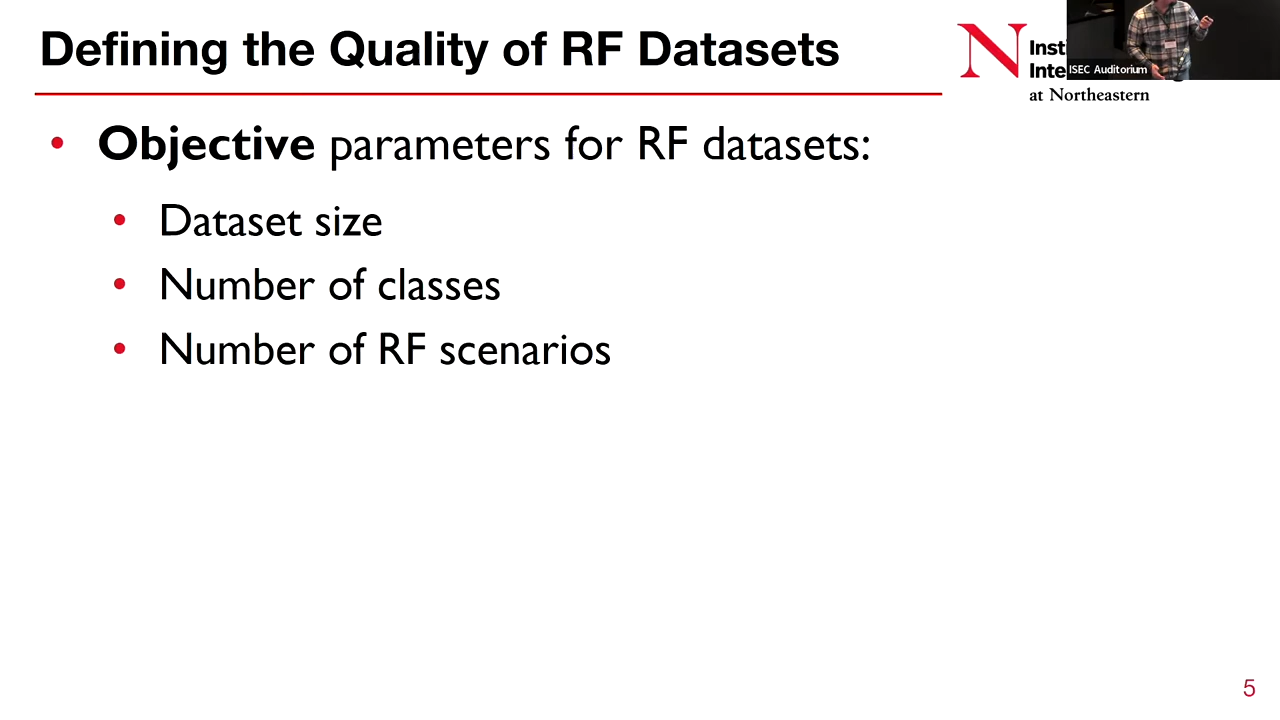 Defining the Quality of RF Datasets
at Northeastern
ISEC Auditorium
• Objective parameters for RF datasets:
• Dataset size
• Number of classes
• Number of RF scenarios
5